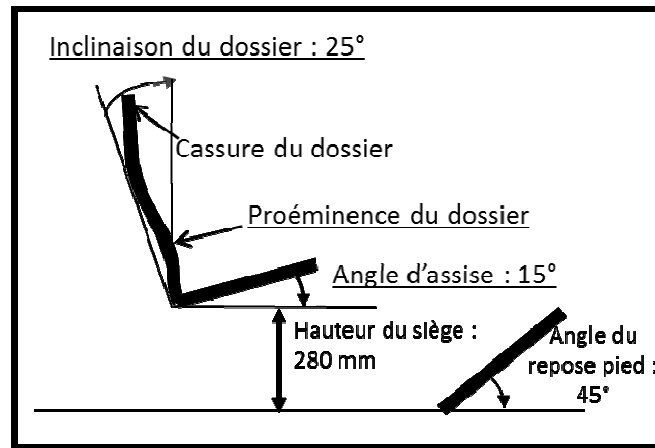 Inclinaison du dossier : 25°
Cassure du dossier
Proéminence du dossier
Angle d'assise : 15°
Hauteur du siège :
280 mm
Angle du
repose pied :
45°